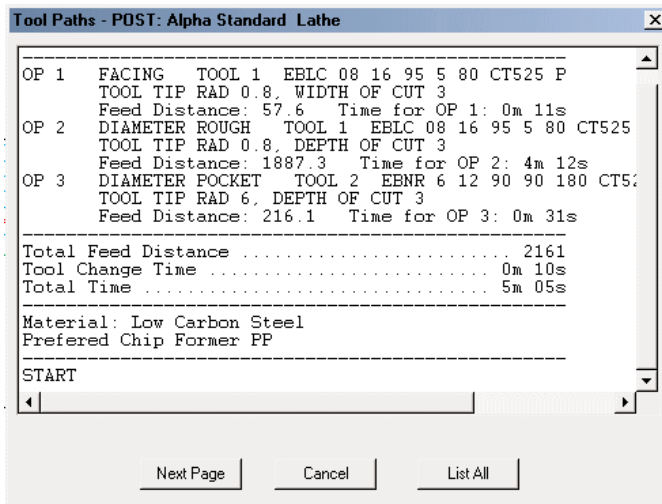 Tool Paths - POST: Alpha Standard Lathe
OP 1 FACING TOOL 1 EBLC 08 16 95 5 80 CT525 P
TOOL TIP RAD 0.8, WIDTH OF CUT 3
Feed Distance: 57.6 Time for OP 1: 0m 11s
OP 2 DIAMETER ROUGH TOOL 1 EBLC 08 16 95 5 80 CT525
TOOL TIP RAD 0.8, DEPTH OF CUT 3
Feed Distance: 1887.3 Time for OP 2: 4m 12s
OP 3 DIAMETER POCKET TOOL 2 EBNR 6 12 90 90 180 CT52
TOOL TIP RAD 6, DEPTH OF CUT 3
Feed Distance: 216.1 Time for OP 3: 0m 31s
Total Feed Distance .......................... 2161
Tool Change Time ........................... 0m 10s
Total Time ................................. 5m 05s
Material: Low Carbon Steel
Prefered Chip Former PP
START
Next Page Cancel List All